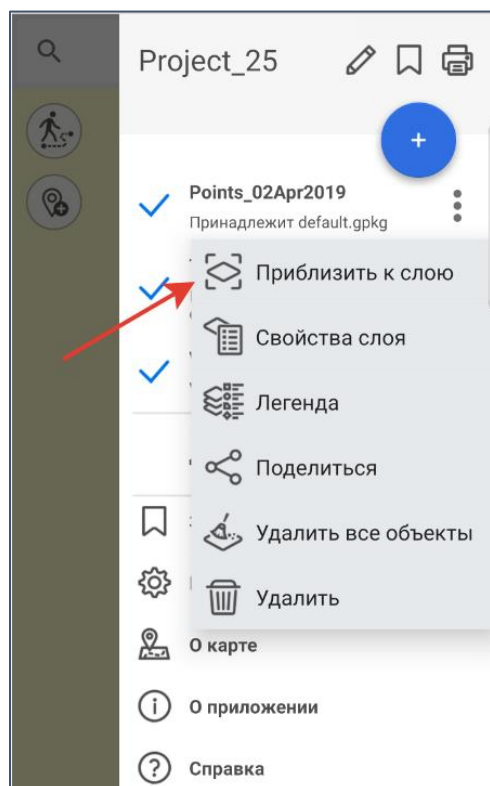 Project_25
Points_02Apr2019
Принадлежит default.gpkg
Приблизить к слою
Свойства слоя
Легенда
Поделиться
Удалить все объекты
Удалить
О карте
О приложении
Справка